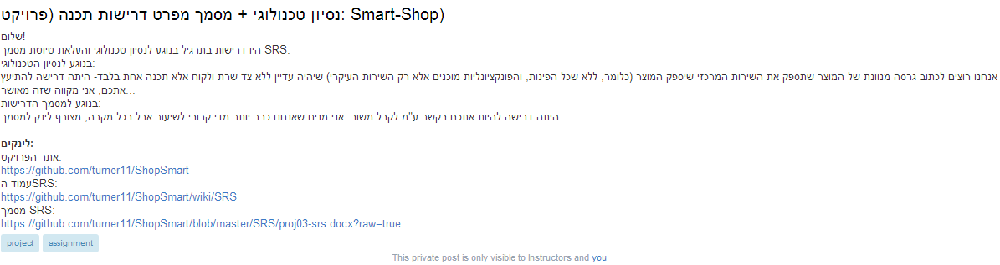 נסיון טכנולוגי + מסמך מפרט דרישות תכנה (פרויקט: Smart-Shop)
שלום!
היו דרישות בתרגיל בנוגע לנסיון טכנולוגי והעלאת טיוטת מסמך SRS.
בנוגע לנסיון הטכנולוגי:
אנחנו רוצים לכתוב גרסה מנוונת של המוצר שתספק את השירות המרכזי שיספק המוצר (כלומר, ללא שכל הפינות, והפונקציונליות מוכנים אלא רק השירות העיקרי) שיהיה עדיין ללא צד שרת ולקוח אלא תכנה אחת בלבד- היתה דרישה להתיעץ
אתכם, אני מקווה שזה מאושר...
בנוגע למסמך הדרישות:
היתה דרישה להיות אתכם בקשר ע"מ לקבל משוב. אני מניח שאנחנו כבר יותר מדי קרובי לשיעור אבל בכל מקרה, מצורף לינק למסמך.
לינקים:
אתר הפרויקט:
https://github.com/turner11/ShopSmart
עמוד הSRS:
https://github.com/turner11/ShopSmart/wiki/SRS
מסמך SRS:
https://github.com/turner11/ShopSmart/blob/master/SRS/proj03-srs.docx?raw=true
project assignment
This private post is only visible to Instructors and you